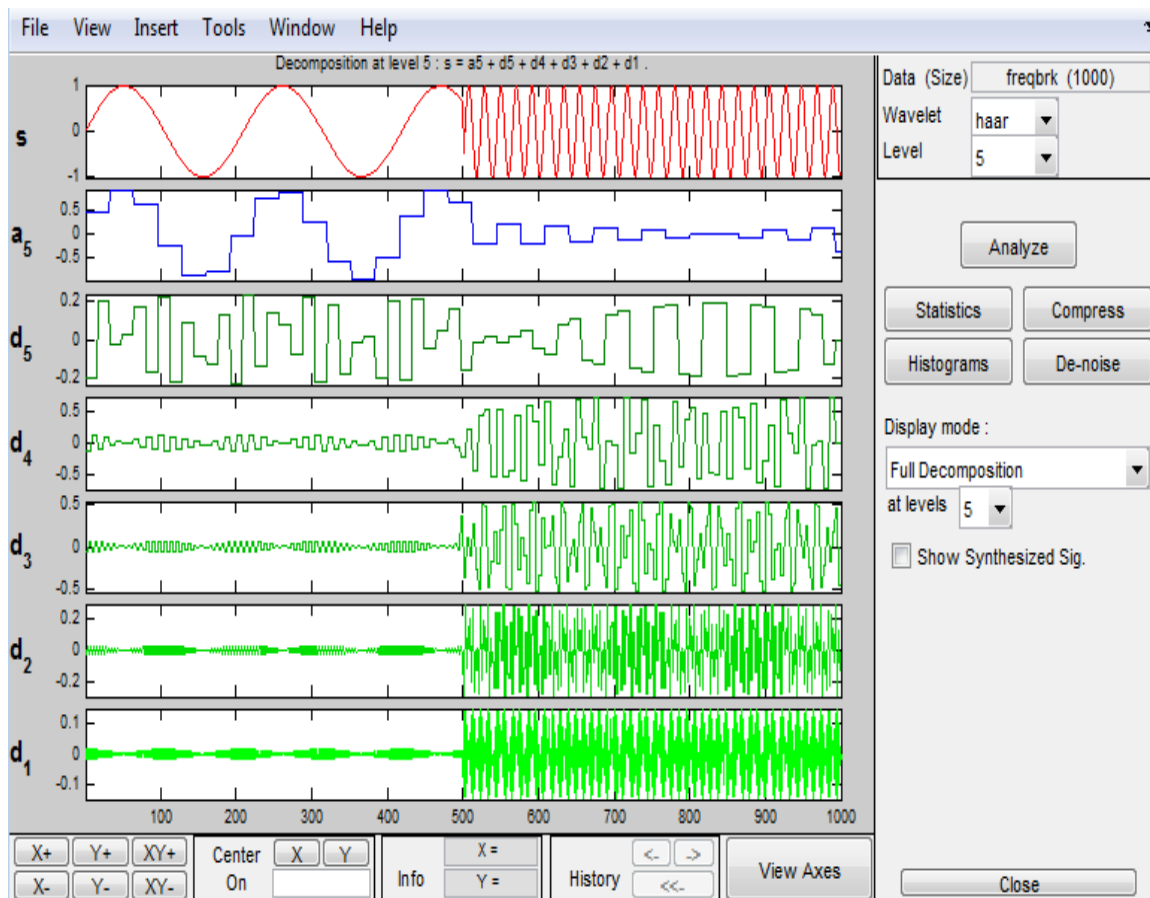 File View Insert Tools Window Help
Decomposition at level 5 : s = a5 + d5 + d4 + d3 + d2 + d1 .
s
1
0
-1
a5
0.5
0
-0.5
d5
0.2
0
-0.2
d4
0.5
0
-0.5
d3
0.5
0
-0.5
d2
0.2
0
-0.2
d1
0.1
0
-0.1
100 200 300 400 500 600 700 800 900 1000
Data (Size) freqbrk (1000)
Wavelet haar
Level 5
Analyze
Statistics Compress
Histograms De-noise
Display mode :
Full Decomposition
at levels 5
Show Synthesized Sig.
X+ Y+ XY+
X- Y- XY-
Center On X Y
Info X =
Y =
History <- ->
<<-
View Axes
Close